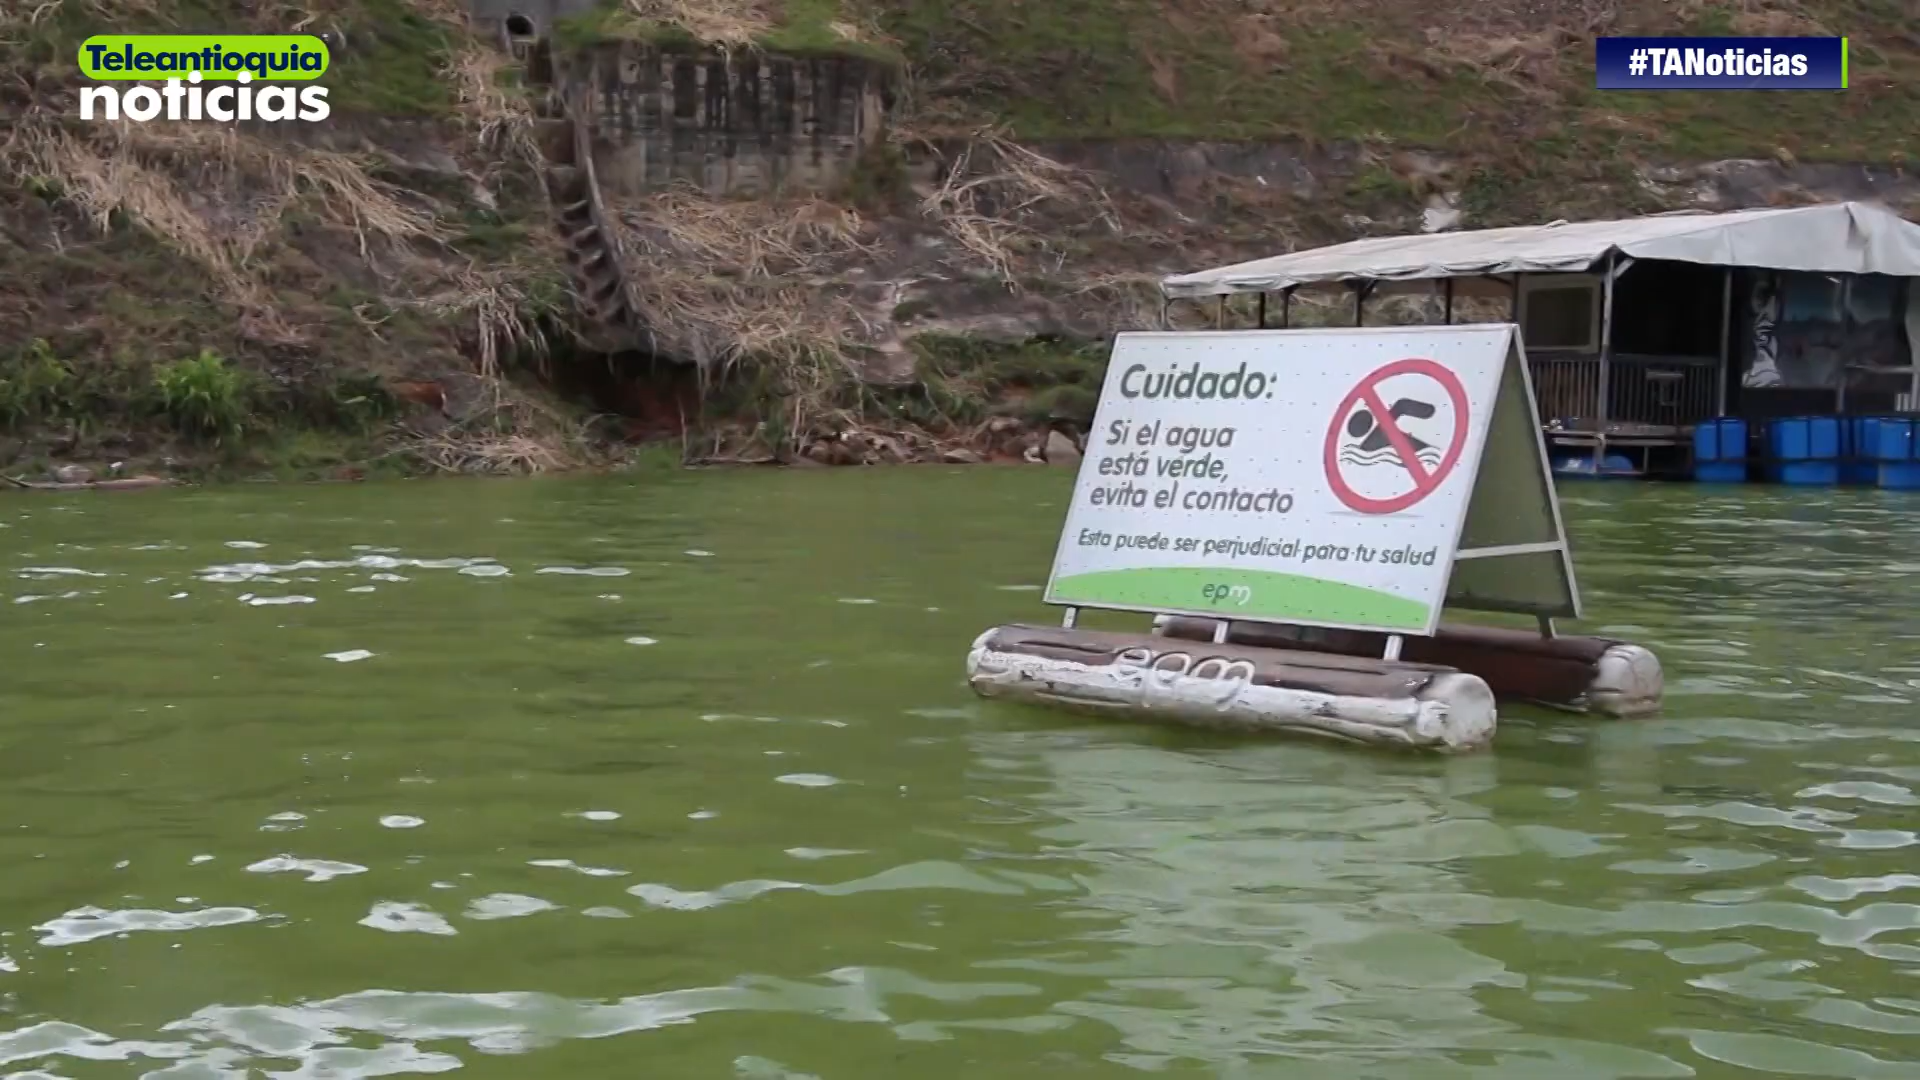 Teleantioquia
noticias
#TANoticias
Cuidado:
Si el agua
está verde,
evita el contacto
Esto puede ser perjudicial para tu salud
epm
epm